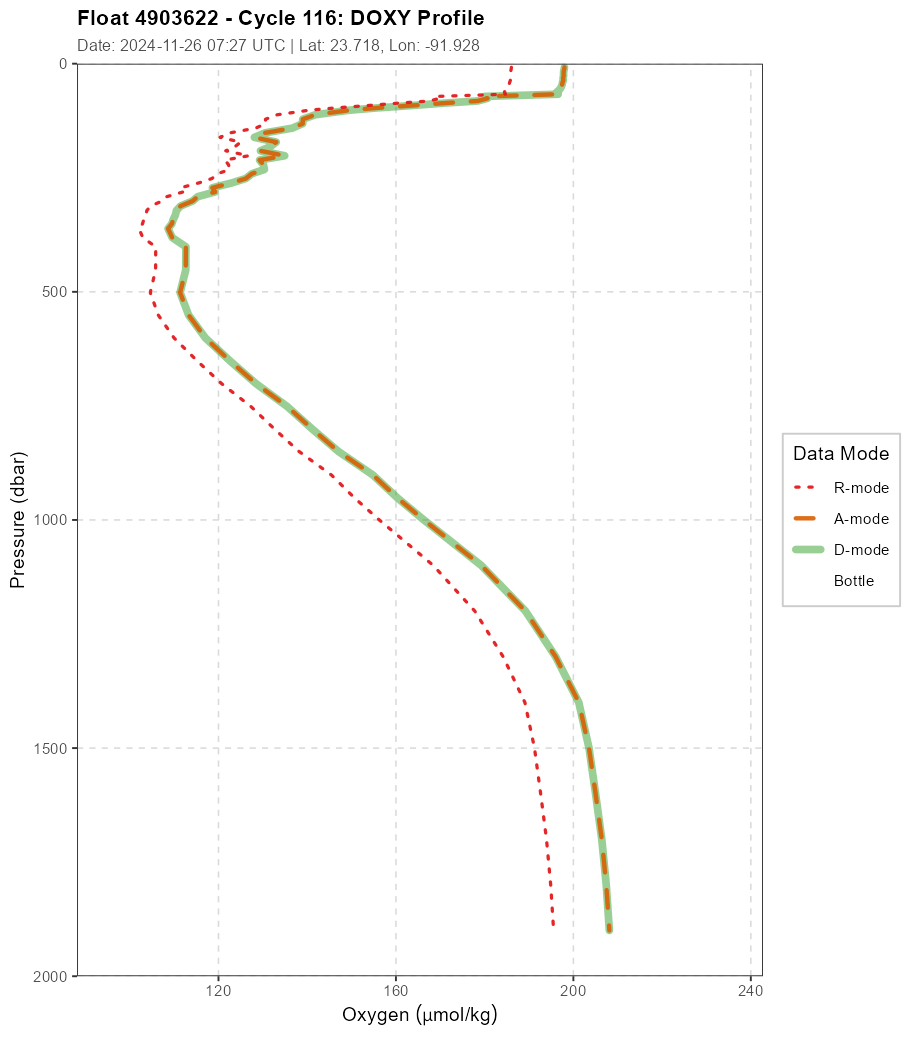 Float 4903622 - Cycle 116: DOXY Profile
Date: 2024-11-26 07:27 UTC | Lat: 23.718, Lon: -91.928
0
500
1000
1500
2000
Pressure (dbar)
120
160
200
240
Oxygen (μmol/kg)
Data Mode
R-mode
A-mode
D-mode
Bottle